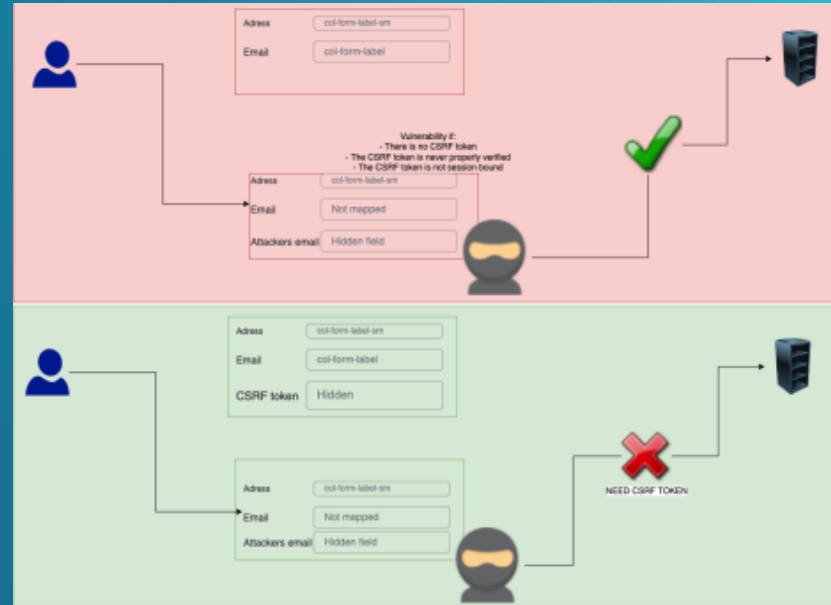 Adress col-form-label-sm
Email col-form-label
Vulnerability if:
- There is no CSRF token
- The CSRF token is never properly verified
- The CSRF token is not session bound
Adress col-form-label-sm
Email Not mapped
Attackers email Hidden field
Adress col-form-label-sm
Email col-form-label
CSRF token Hidden
NEED CSRF TOKEN
Adress col-form-label-sm
Email Not mapped
Attackers email Hidden field